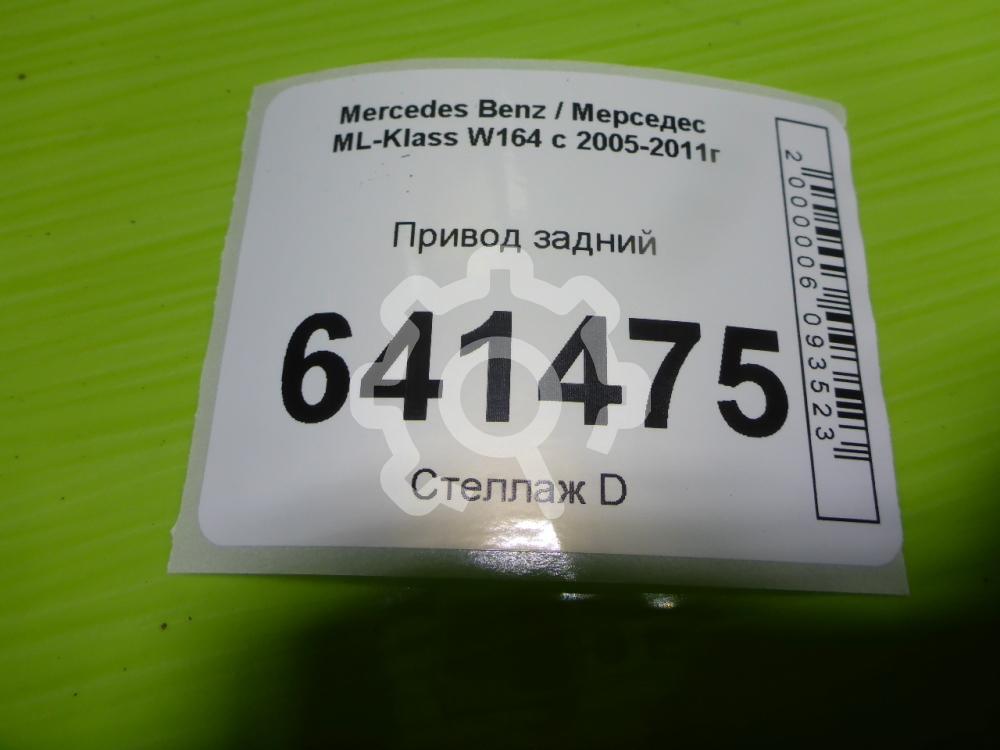 Mercedes Benz / Мерседес
ML-Klass W164 с 2005-2011г
Привод задний
641475
Стеллаж D
2000006093523